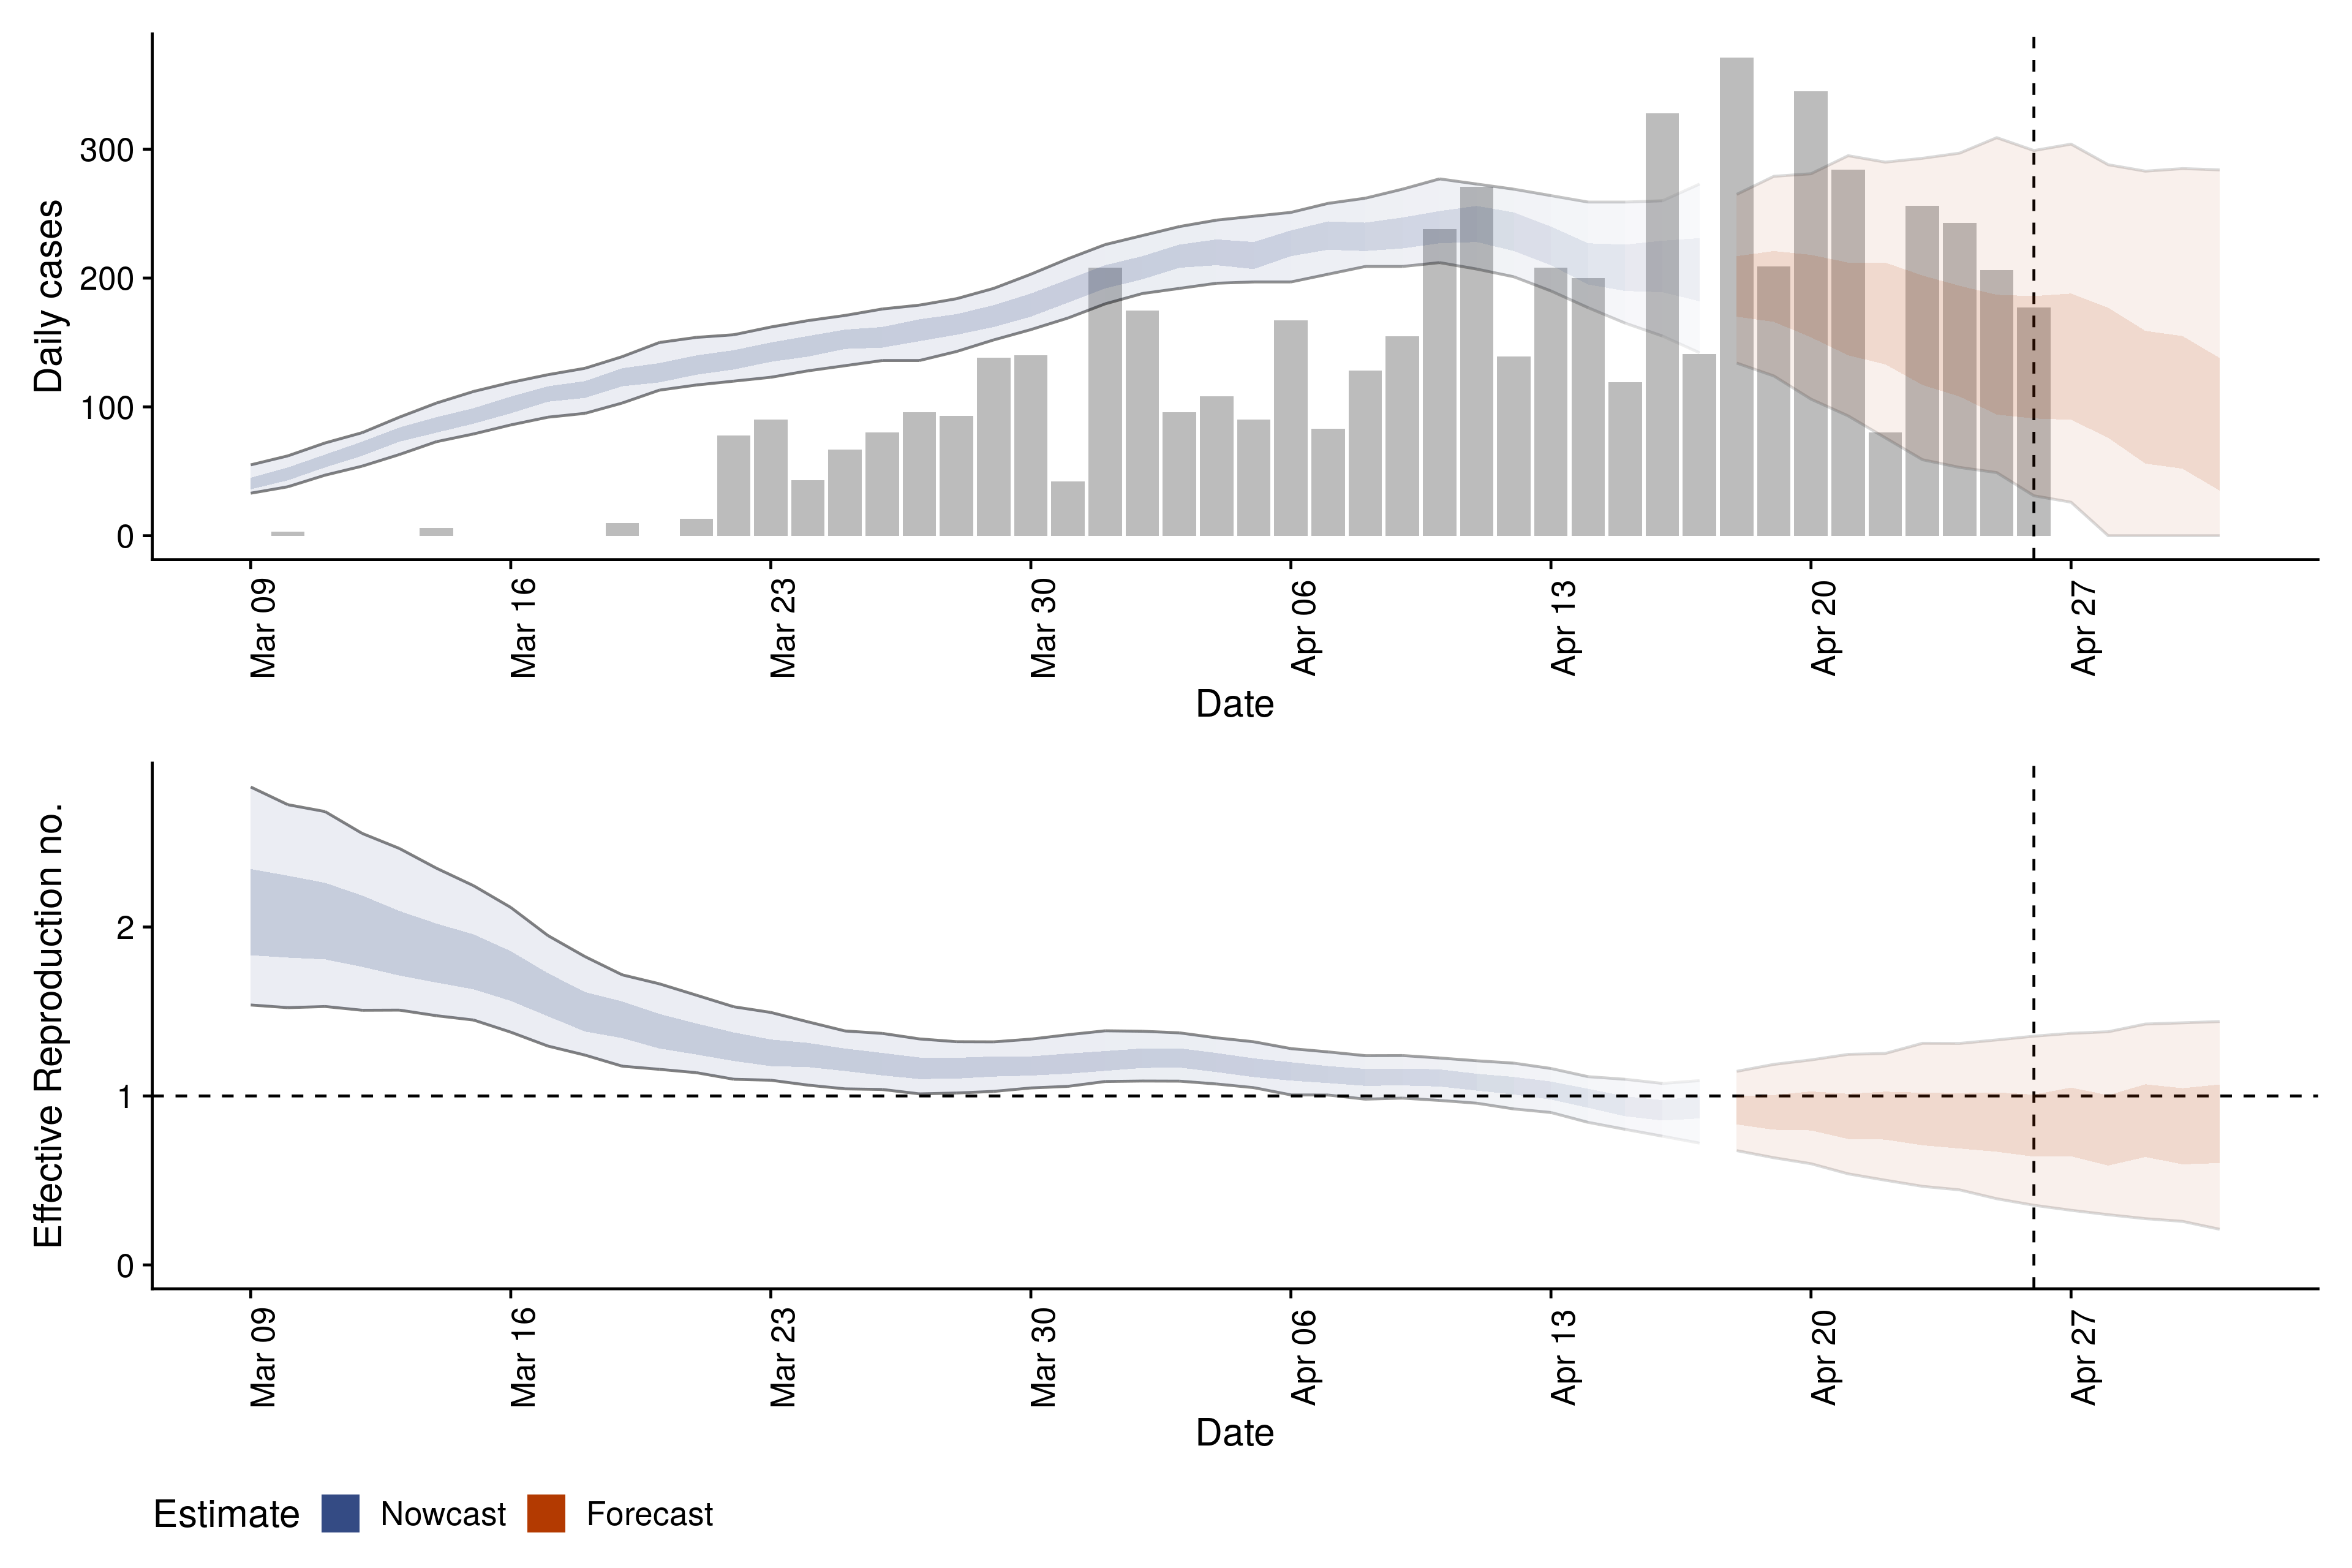 Daily cases
300
200
100
0
Mar 09
Mar 16
Mar 23
Mar 30
Apr 06
Apr 13
Apr 20
Apr 27
Date
Effective Reproduction no.
2
1
0
Mar 09
Mar 16
Mar 23
Mar 30
Apr 06
Apr 13
Apr 20
Apr 27
Date
Estimate Nowcast Forecast